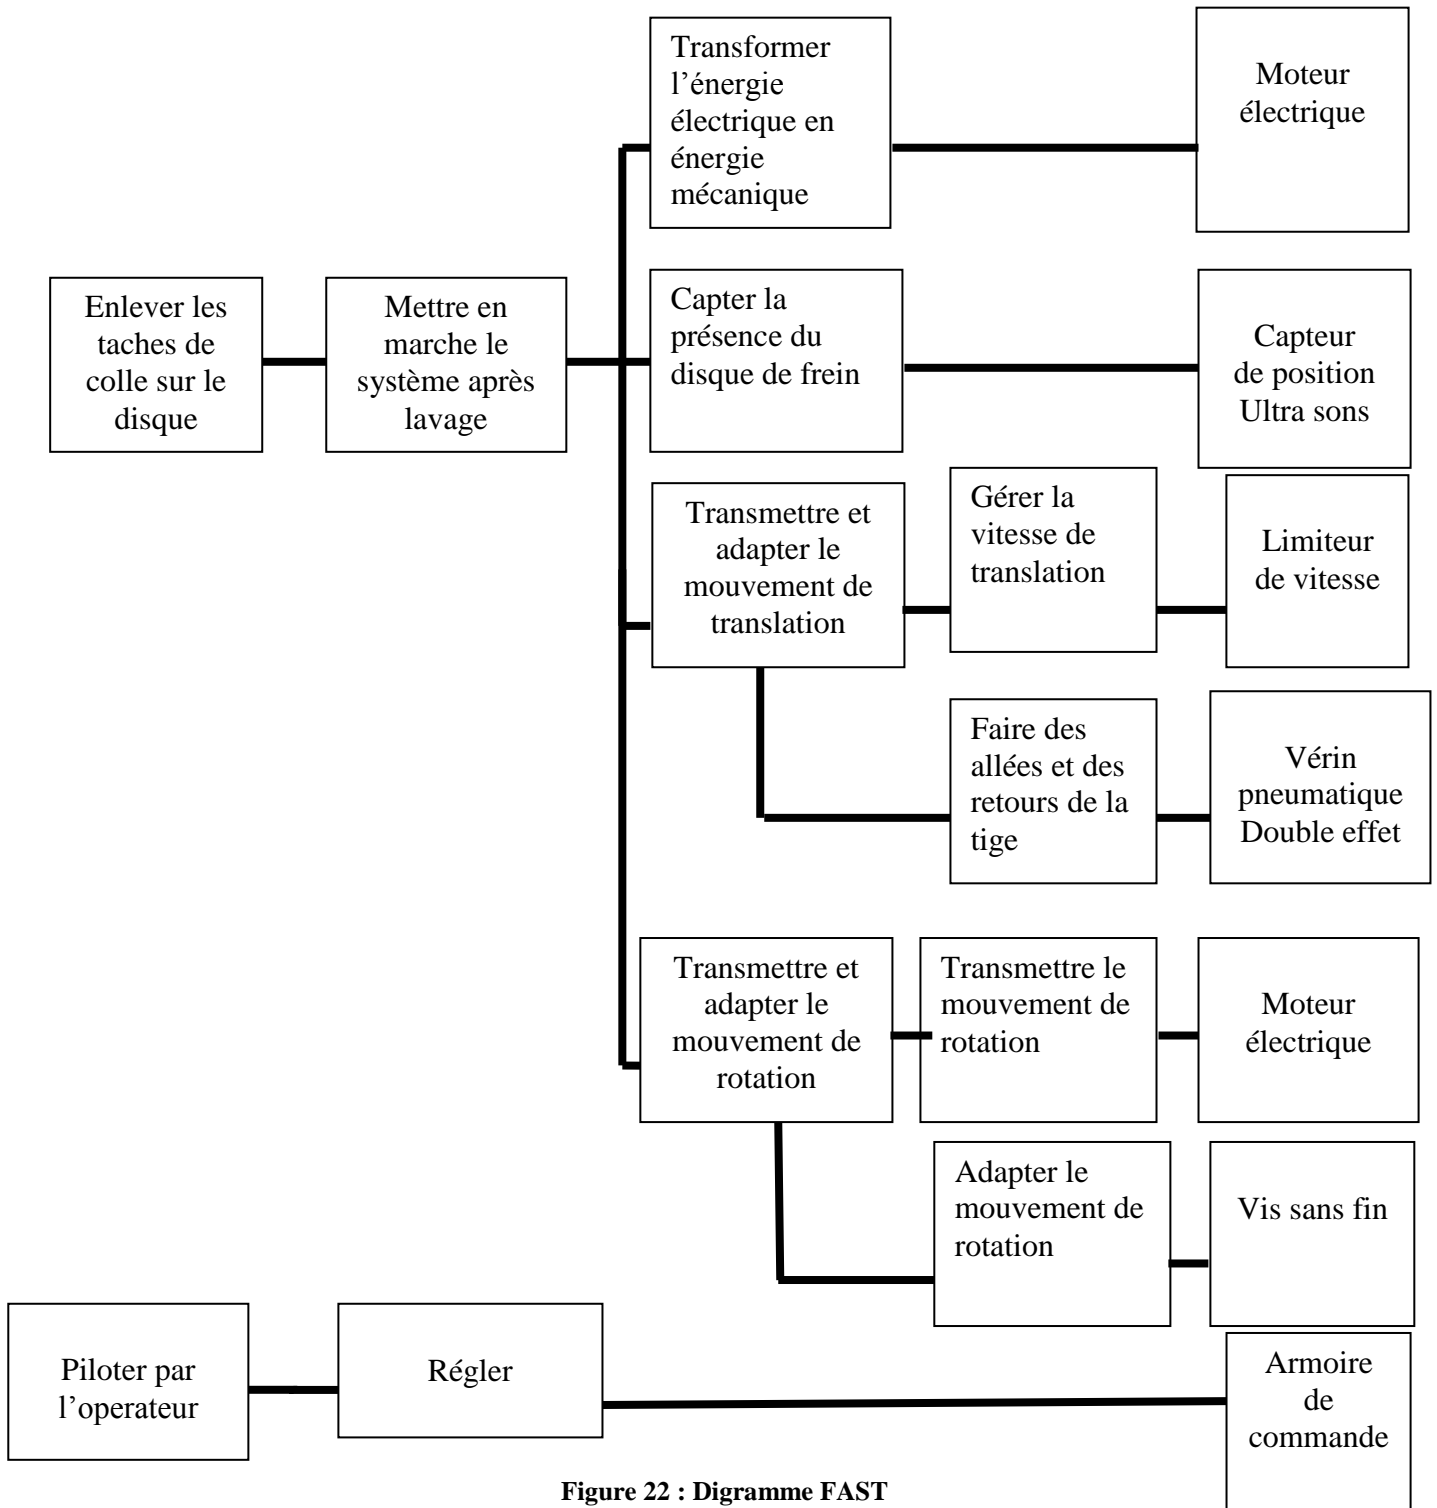 Transformer
l’énergie
électrique en
énergie
mécanique
Moteur
électrique
Enlever les
taches de
colle sur le
disque
Mettre en
marche le
système après
lavage
Capter la
présence du
disque de frein
Capteur
de position
Ultra sons
Transmettre et
adapter le
mouvement de
translation
Gérer la
vitesse de
translation
Limiteur
de vitesse
Faire des
allées et des
retours de la
tige
Vérin
pneumatique
Double effet
Transmettre et
adapter le
mouvement de
rotation
Transmettre le
mouvement de
rotation
Moteur
électrique
Adapter le
mouvement de
rotation
Vis sans fin
Piloter par
l’operateur
Régler
Armoire
de
commande
Figure 22 : Digramme FAST